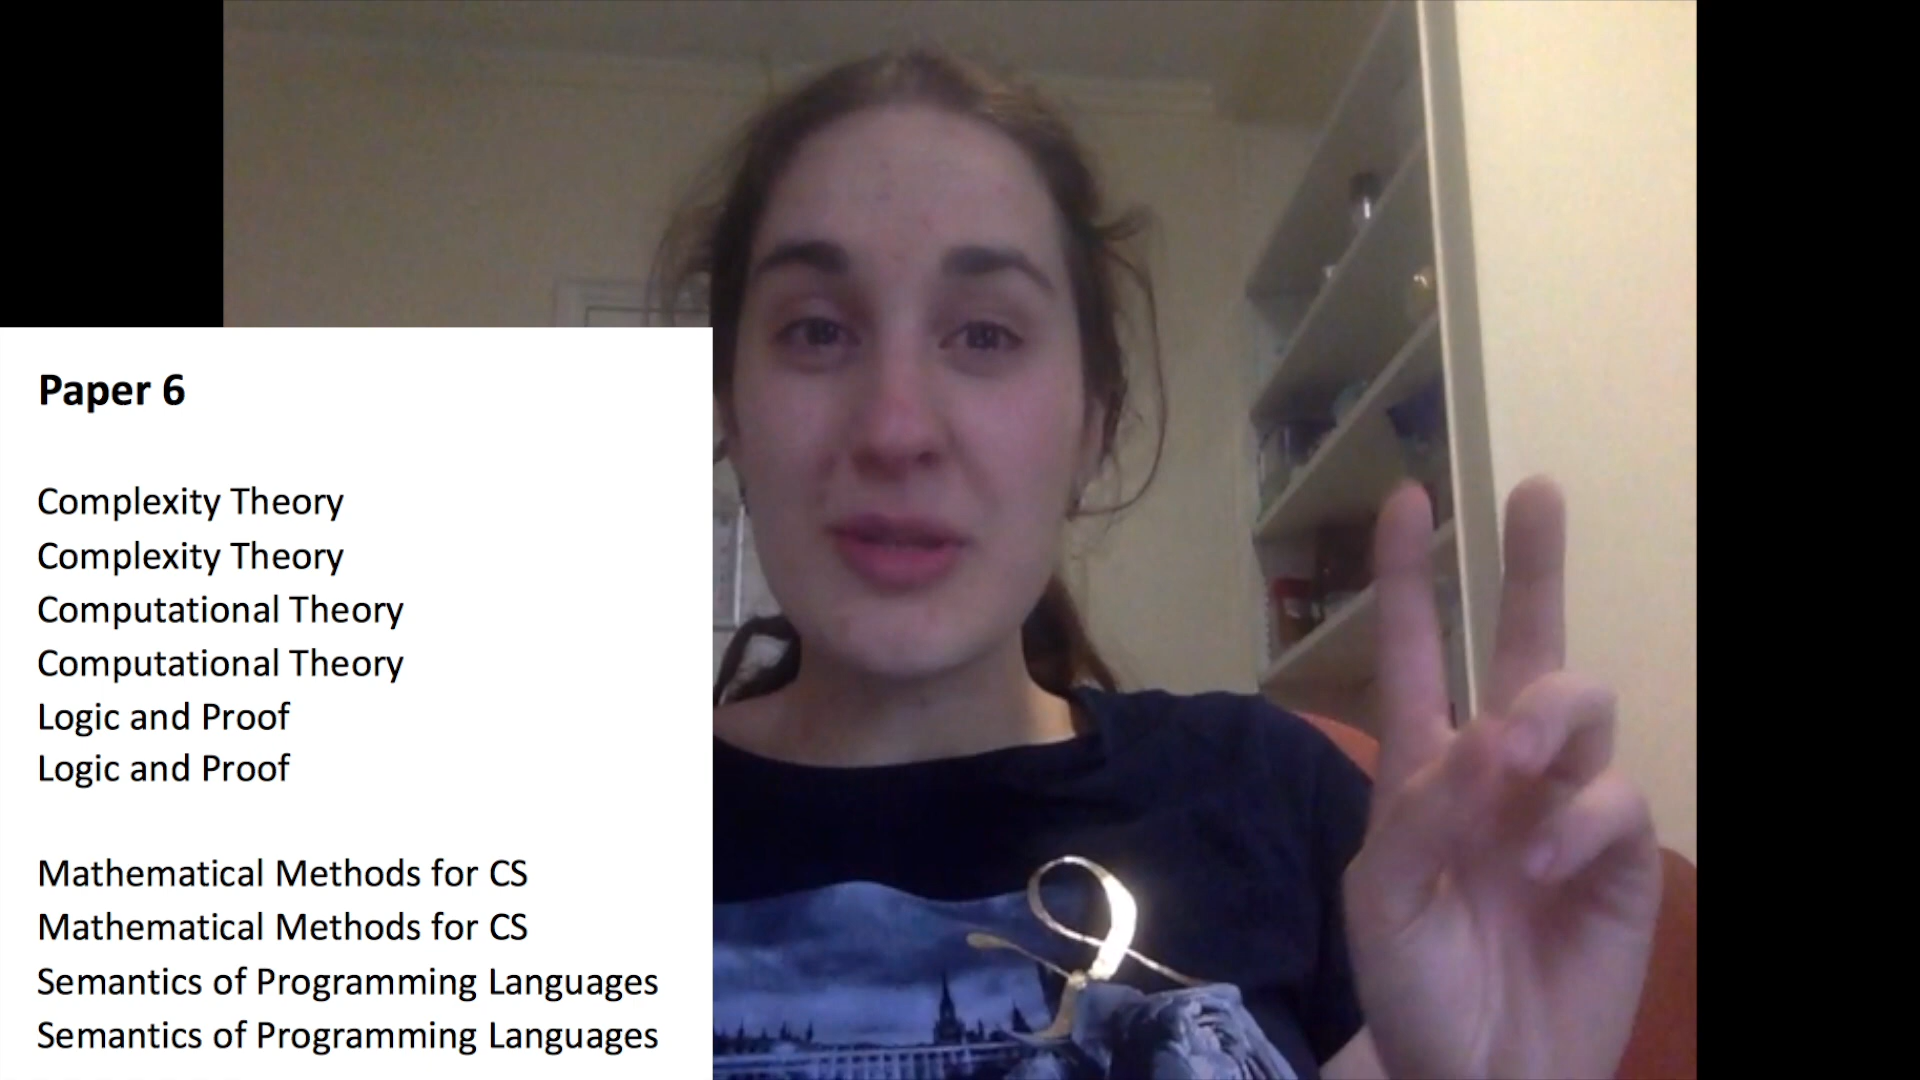 Paper 6
Complexity Theory
Complexity Theory
Computational Theory
Computational Theory
Logic and Proof
Logic and Proof
Mathematical Methods for CS
Mathematical Methods for CS
Semantics of Programming Languages
Semantics of Programming Languages